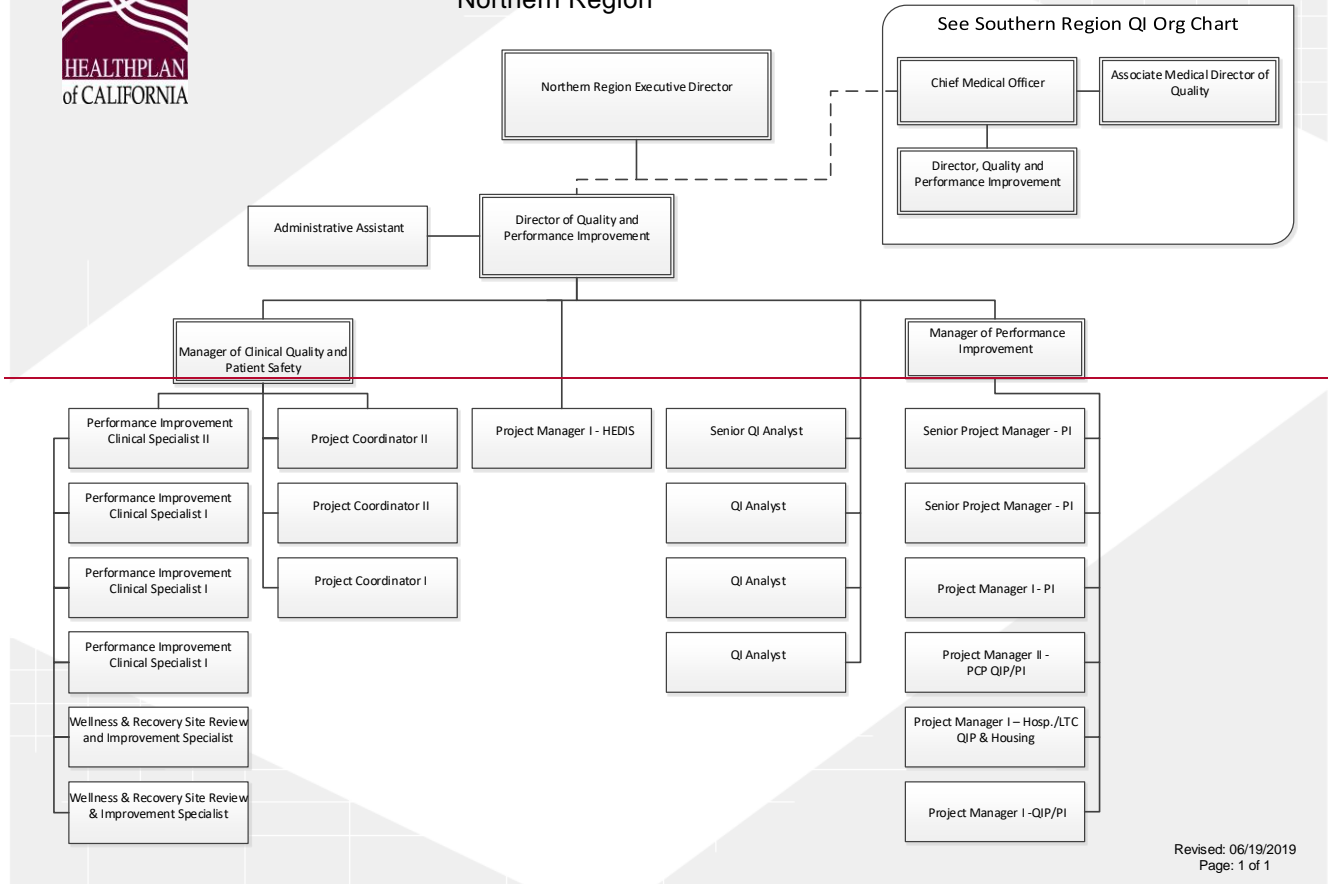 Northern Region
HEALTHPLAN
of CALIFORNIA
See Southern Region QI Org Chart
Northern Region Executive Director
Chief Medical Officer
Associate Medical Director of
Quality
Director, Quality and
Performance Improvement
Administrative Assistant
Director of Quality and
Performance Improvement
Manager of Clinical Quality and
Patient Safety
Manager of Performance
Improvement
Performance Improvement
Clinical Specialist II
Performance Improvement
Clinical Specialist I
Performance Improvement
Clinical Specialist I
Performance Improvement
Clinical Specialist I
Wellness & Recovery Site Review
and Improvement Specialist
Wellness & Recovery Site Review
& Improvement Specialist
Project Coordinator II
Project Coordinator II
Project Coordinator I
Project Manager I - HEDIS
Senior QI Analyst
QI Analyst
QI Analyst
QI Analyst
Senior Project Manager - PI
Senior Project Manager - PI
Project Manager I - PI
Project Manager II -
PCP QIP/PI
Project Manager I – Hosp./LTC
QIP & Housing
Project Manager I -QIP/PI
Revised: 06/19/2019
Page: 1 of 1